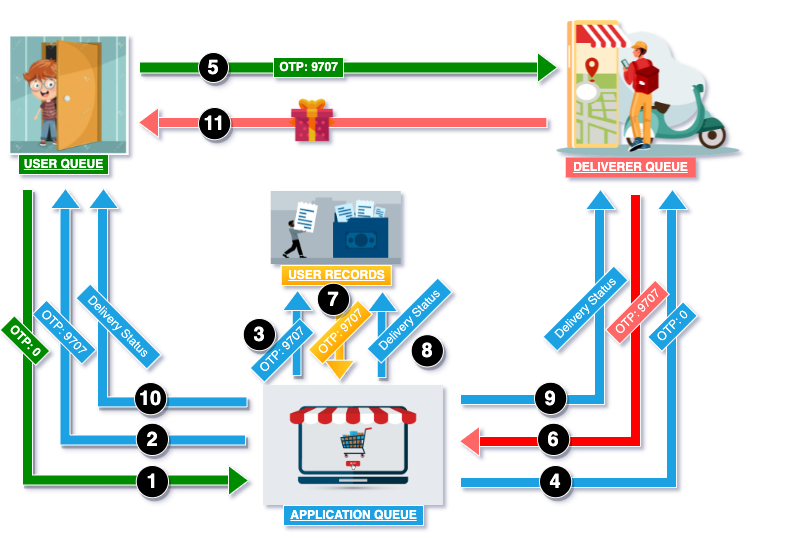 5
OTP: 9707
11
USER QUEUE
DELIVERER QUEUE
USER RECORDS
7
3
OTP: 9707
OTP: 9707
Delivery Status
8
OTP: 0
OTP: 9707
Delivery Status
Delivery Status
OTP: 9707
OTP: 0
10
9
2
6
1
4
APPLICATION QUEUE